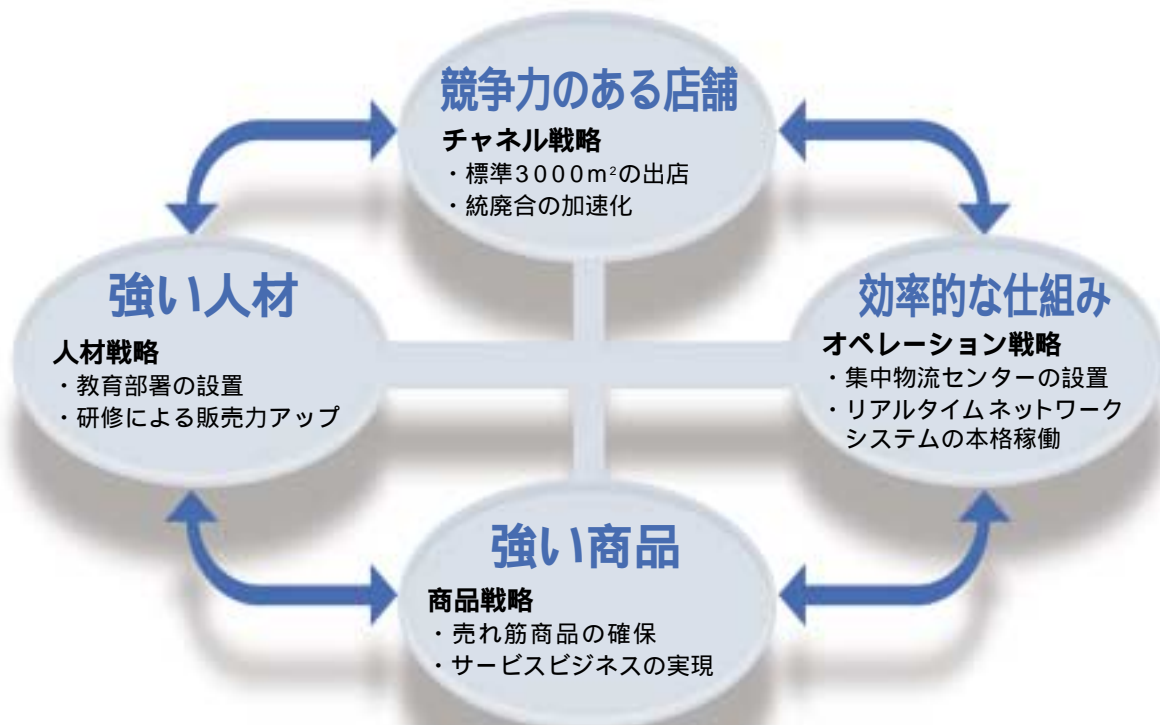 競争力のある店舗
チャネル戦略
・標準3000m²の出店
・統廃合の加速化
強い人材
人材戦略
・教育部署の設置
・研修による販売力アップ
効率的な仕組み
オペレーション戦略
・集中物流センターの設置
・リアルタイムネットワーク
システムの本格稼働
強い商品
商品戦略
・売れ筋商品の確保
・サービスビジネスの実現